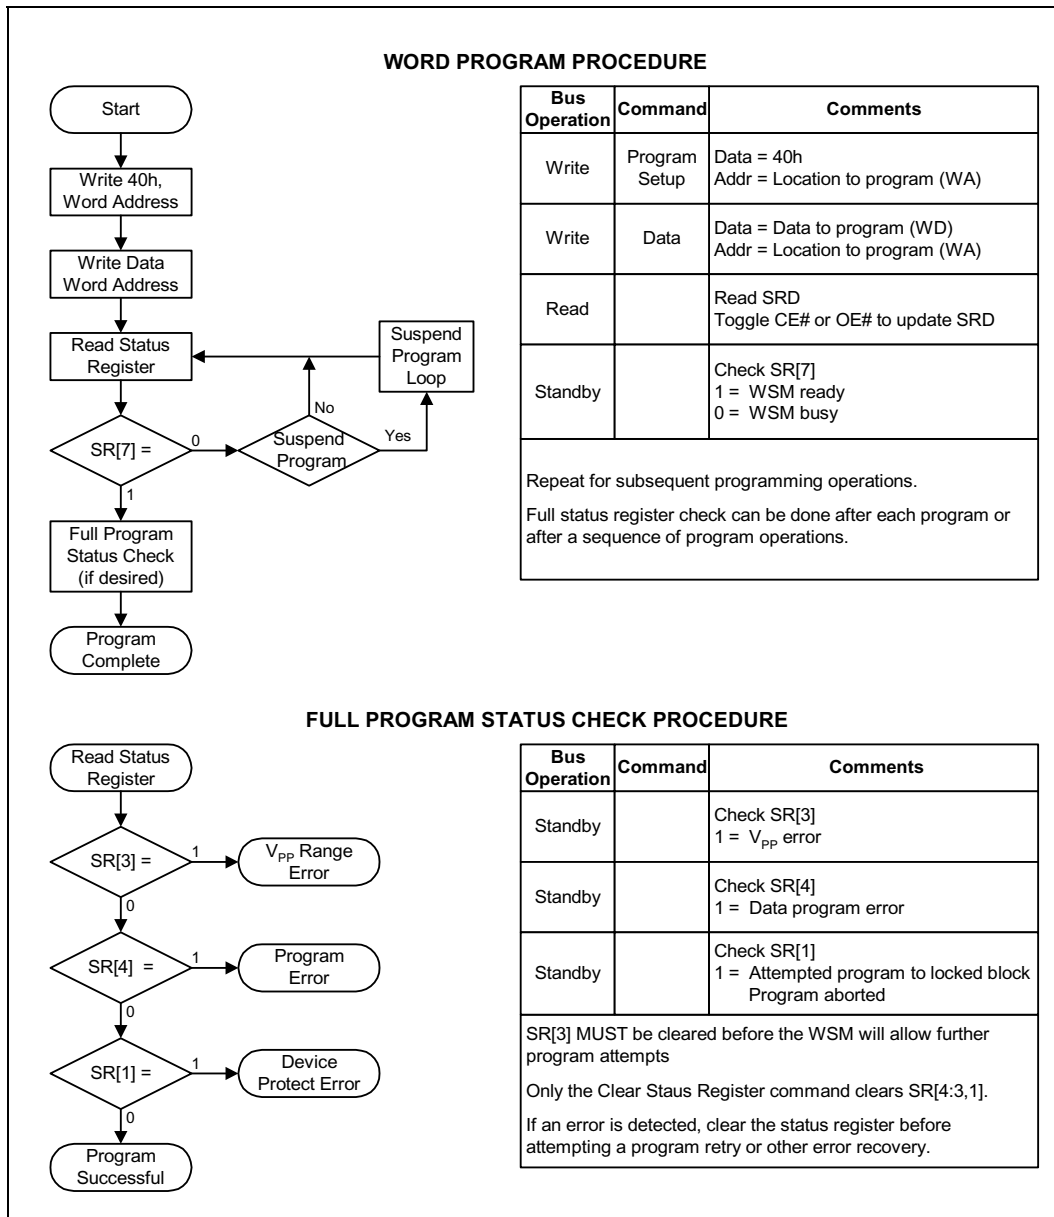 WORD PROGRAM PROCEDURE
Start
Write 40h,
Word Address
Write Data
Word Address
Read Status
Register
Suspend
Program
Loop
No
Yes
SR[7] =
0
Suspend
Program
1
Full Program
Status Check
(if desired)
Program
Complete
Bus
Operation
Command
Comments
Write
Program
Setup
Data = 40h
Addr = Location to program (WA)
Write
Data
Data = Data to program (WD)
Addr = Location to program (WA)
Read
Read SRD
Toggle CE# or OE# to update SRD
Standby
Check SR[7]
1 = WSM ready
0 = WSM busy
Repeat for subsequent programming operations.
Full status register check can be done after each program or
after a sequence of program operations.
FULL PROGRAM STATUS CHECK PROCEDURE
Read Status
Register
SR[3] =
1
VPP Range
Error
0
SR[4] =
1
Program
Error
0
SR[1] =
1
Device
Protect Error
0
Program
Successful
Bus
Operation
Command
Comments
Standby
Check SR[3]
1 = VPP error
Standby
Check SR[4]
1 = Data program error
Standby
Check SR[1]
1 = Attempted program to locked block
Program aborted
SR[3] MUST be cleared before the WSM will allow further
program attempts
Only the Clear Staus Register command clears SR[4:3,1].
If an error is detected, clear the status register before
attempting a program retry or other error recovery.